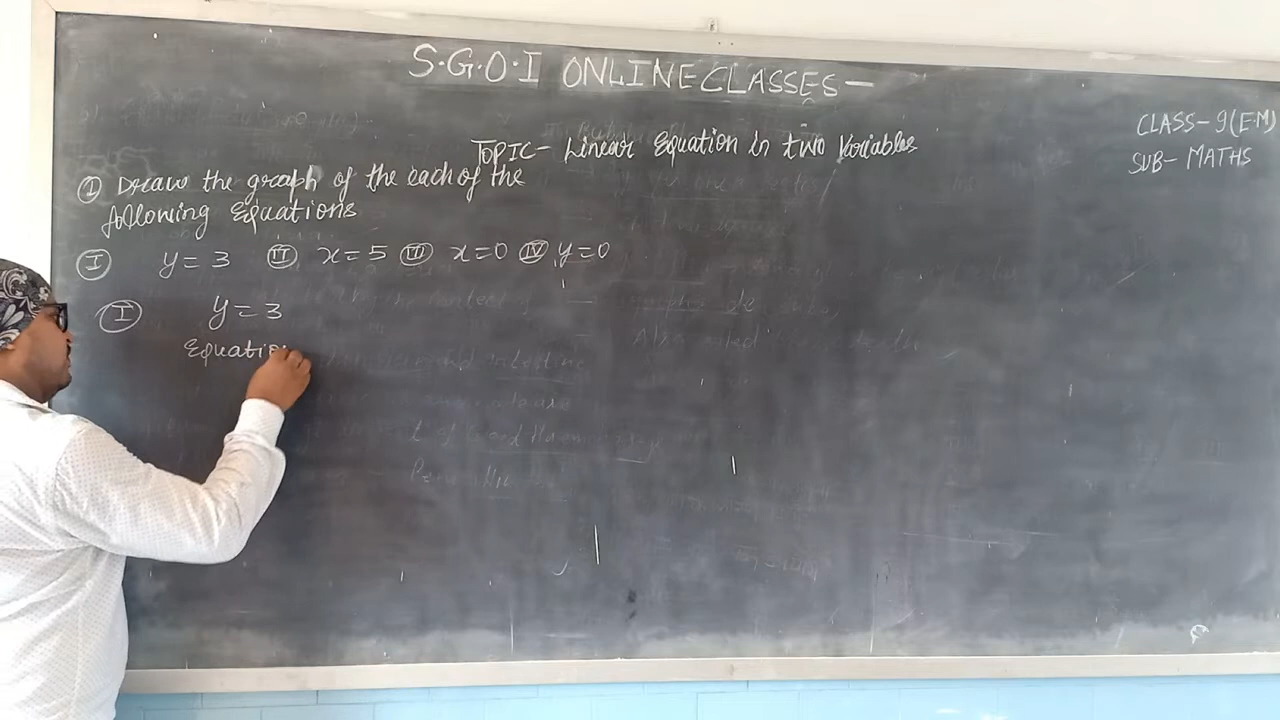 S.G.O.I ONLINE CLASSES -
CLASS - 9 (E.M)
SUB - MATHS
TOPIC - Linear Equation in two Variables
① Draw the graph of the each of the
following Equations
Ⓘ y = 3 Ⓘⓘ x = 5 Ⓘⓘⓘ x = 0 ⒾⓋ y = 0
Ⓘ y = 3
Equation